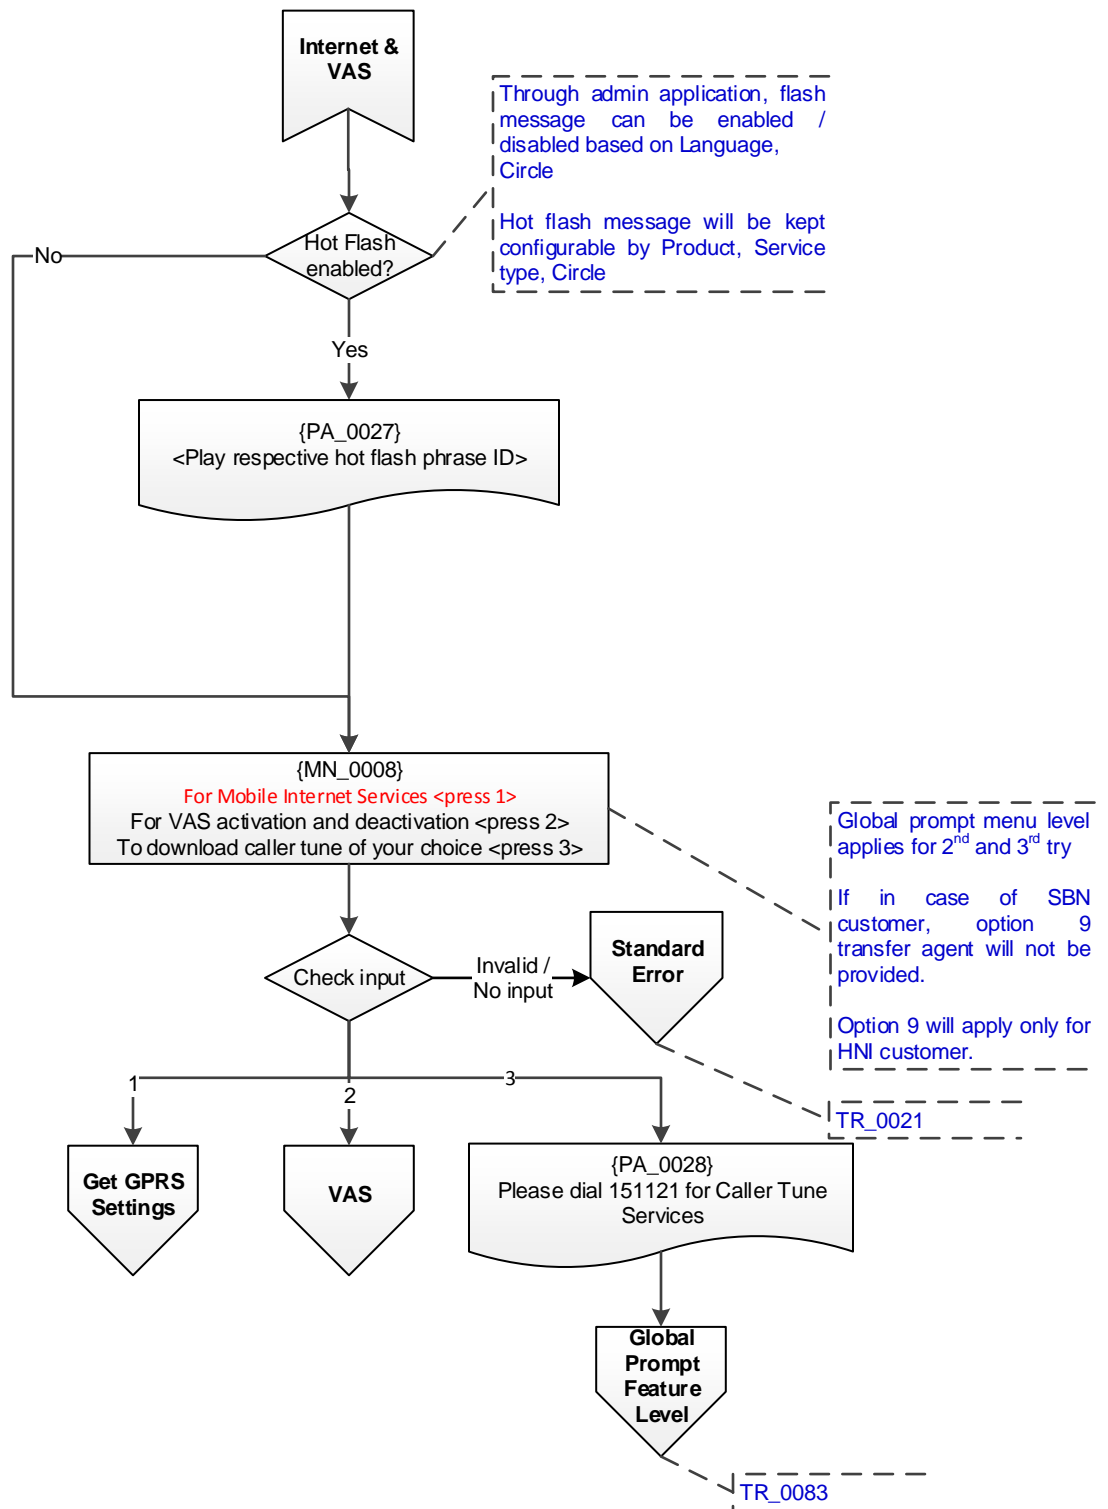 Internet &
VAS
Through admin application, flash
message can be enabled /
disabled based on Language,
Circle
Hot flash message will be kept
configurable by Product, Service
type, Circle
Hot Flash
enabled?
No
Yes
{PA_0027}
<Play respective hot flash phrase ID>
{MN_0008}
For Mobile Internet Services <press 1>
For VAS activation and deactivation <press 2>
To download caller tune of your choice <press 3>
Global prompt menu level
applies for 2nd and 3rd try
If in case of SBN
customer, option 9
transfer agent will not be
provided.
Option 9 will apply only for
HNI customer.
Check input
Invalid /
No input
Standard
Error
TR_0021
1
2
3
Get GPRS
Settings
VAS
{PA_0028}
Please dial 151121 for Caller Tune
Services
Global
Prompt
Feature
Level
TR_0083